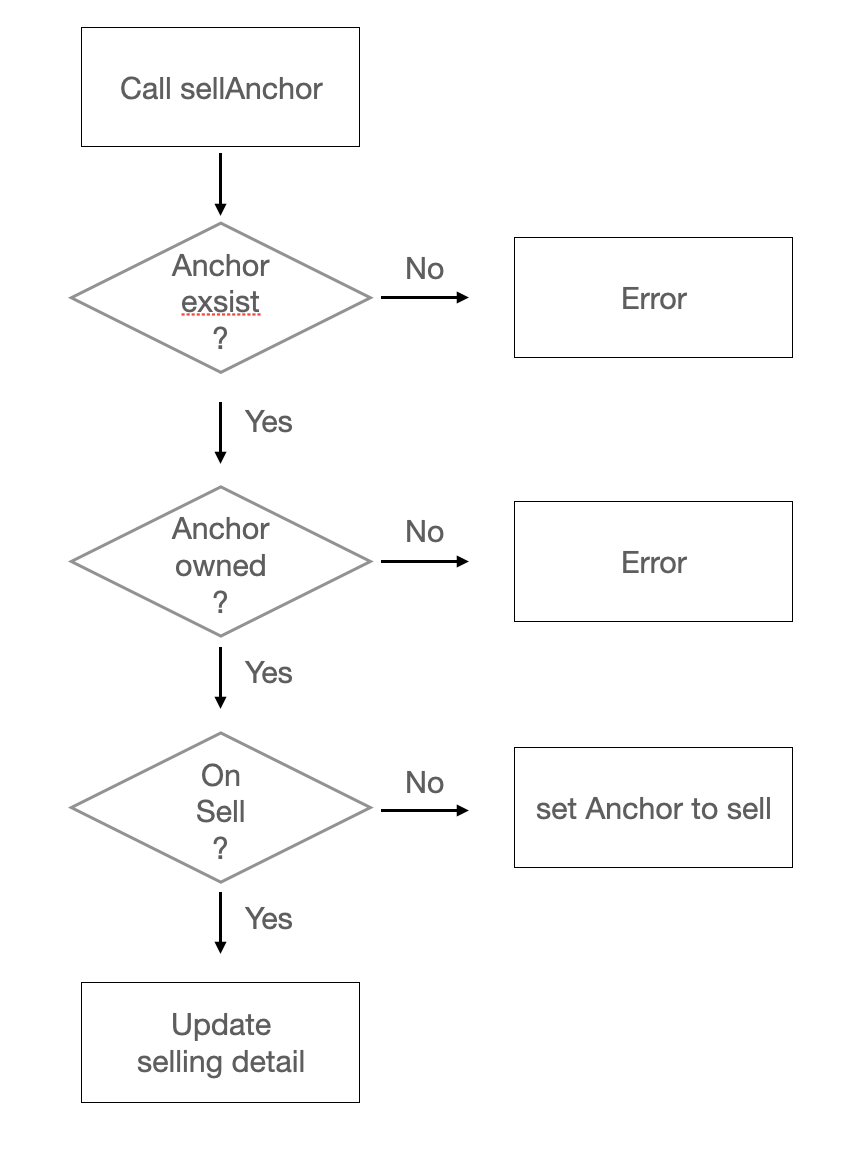 Call sellAnchor
Anchor
exsist
?
No
Error
Yes
Anchor
owned
?
No
Error
Yes
On
Sell
?
No
set Anchor to sell
Yes
Update
selling detail